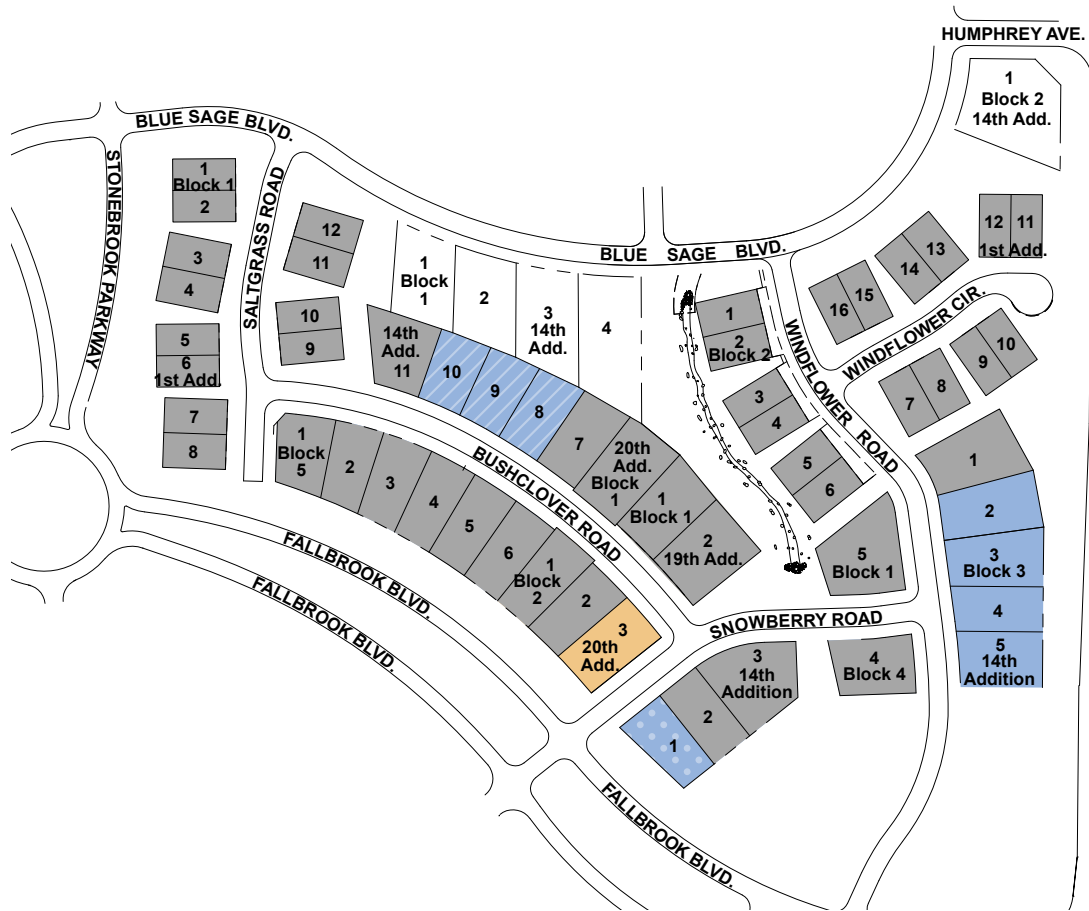 HUMPHREY AVE.
1
Block 2
14th Add.
BLUE SAGE BLVD.
STONEBROOK PARKWAY
SALTGRASS ROAD
1
Block 1
2
3
4
5
6
1st Add.
7
8
12
11
10
9
1
Block
1
2
3
14th
Add.
4
BLUE SAGE BLVD.
14th
Add.
11
10
9
8
7
20th
Add.
Block
1
1
Block 1
2
19th Add.
BUSHCLOVER ROAD
1
Block
5
2
3
4
5
6
1
Block
2
2
3
20th
Add.
FALLBROOK BLVD.
FALLBROOK BLVD.
1
2
Block 2
3
4
5
6
5
Block 1
WINDFLOWER ROAD
WINDFLOWER CIR.
16
15
14
13
12
11
1st Add.
7
8
9
10
1
2
3
Block 3
4
5
14th
Addition
SNOWBERRY ROAD
3
14th
Addition
2
1
4
Block 4
FALLBROOK BLVD.